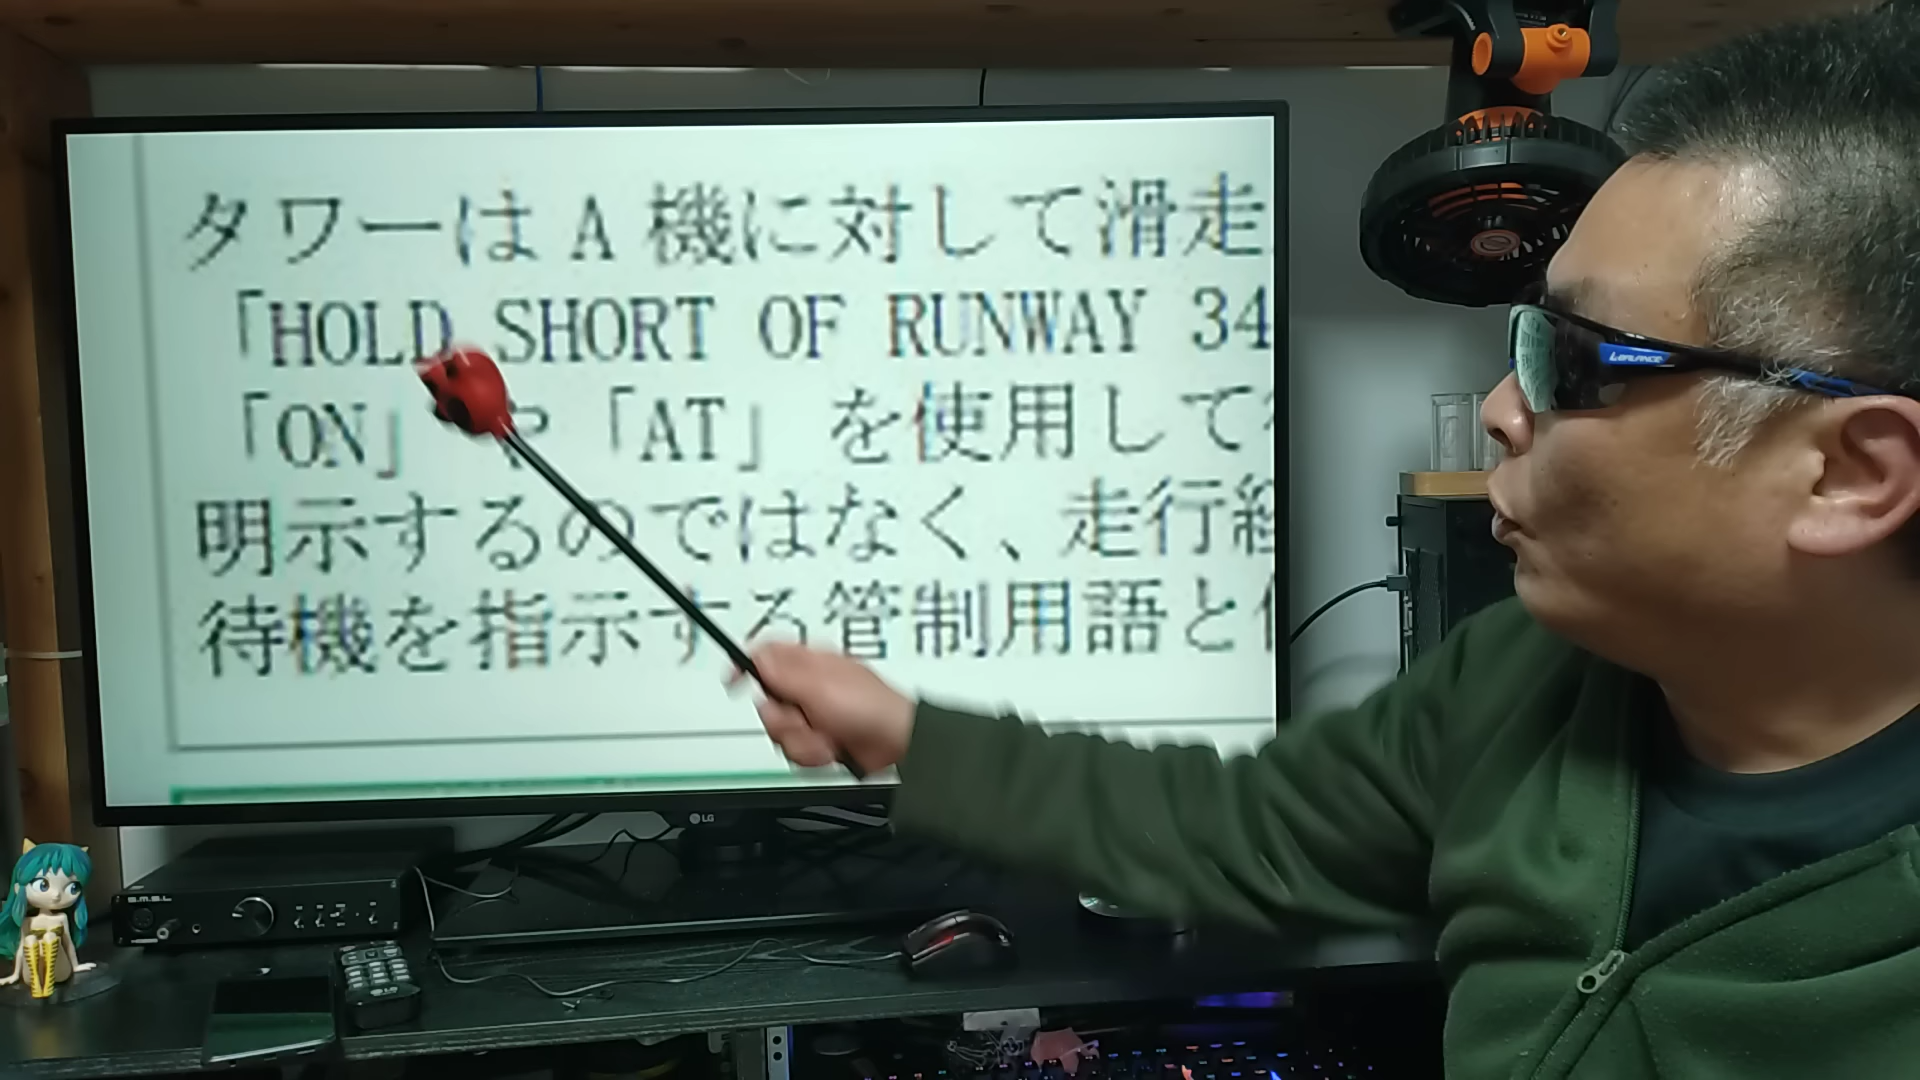 タワーは A 機に対して滑走
「HOLD SHORT OF RUNWAY 34
「ON」や「AT」を使用して
明示するのではなく、走行経
待機を指示する管制用語と
LG
S.M.S.L
LG